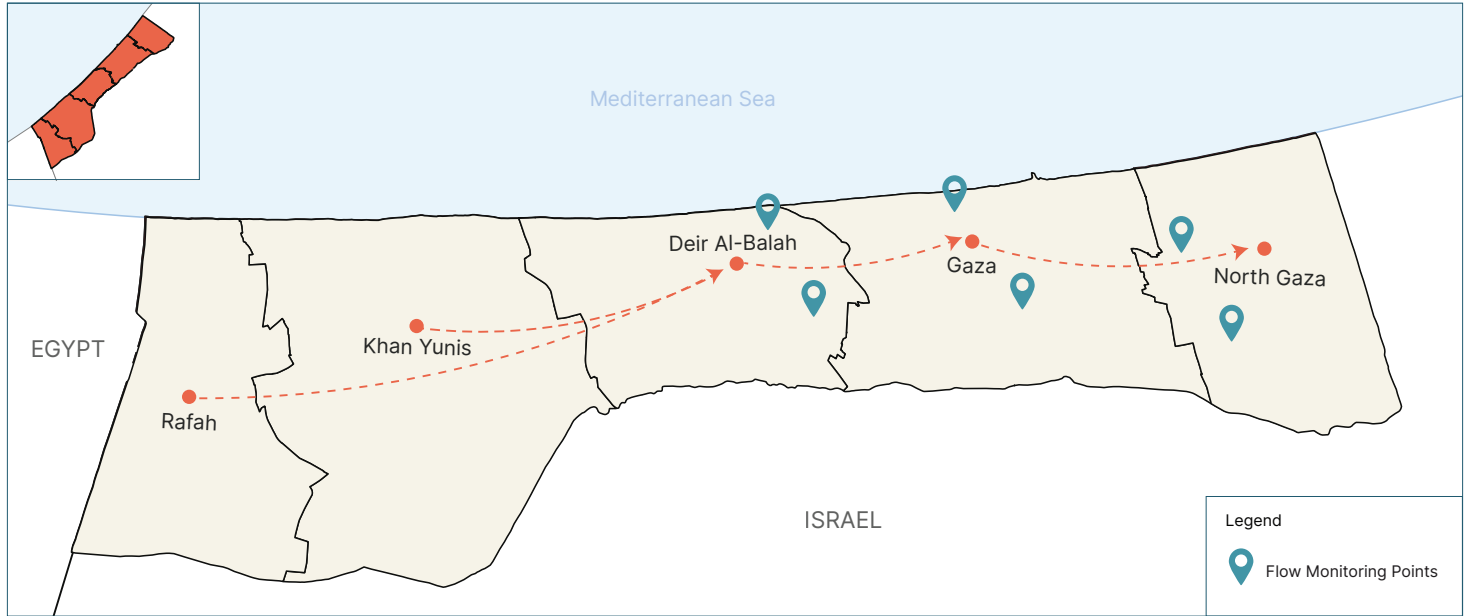 Mediterranean Sea
Deir Al-Balah
Gaza
North Gaza
Khan Yunis
EGYPT
Rafah
ISRAEL
Legend
Flow Monitoring Points